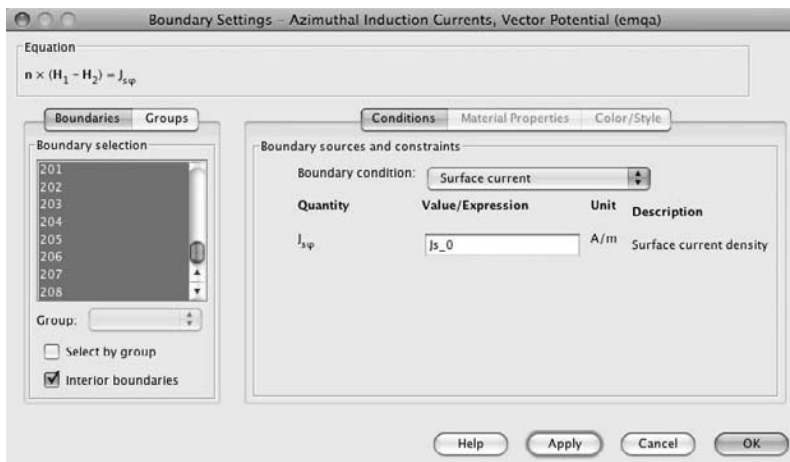 Boundary Settings – Azimuthal Induction Currents, Vector Potential (emqa)
Equation
n × (H₁ – H₂) = Jsφ
Boundaries Groups
Boundary selection
201
202
203
204
205
206
207
208
Group:
Select by group
Interior boundaries
Conditions Material Properties Color/Style
Boundary sources and constraints
Boundary condition: Surface current
Quantity Value/Expression Unit Description
Jsφ Js_0 A/m Surface current density
Help Apply Cancel OK